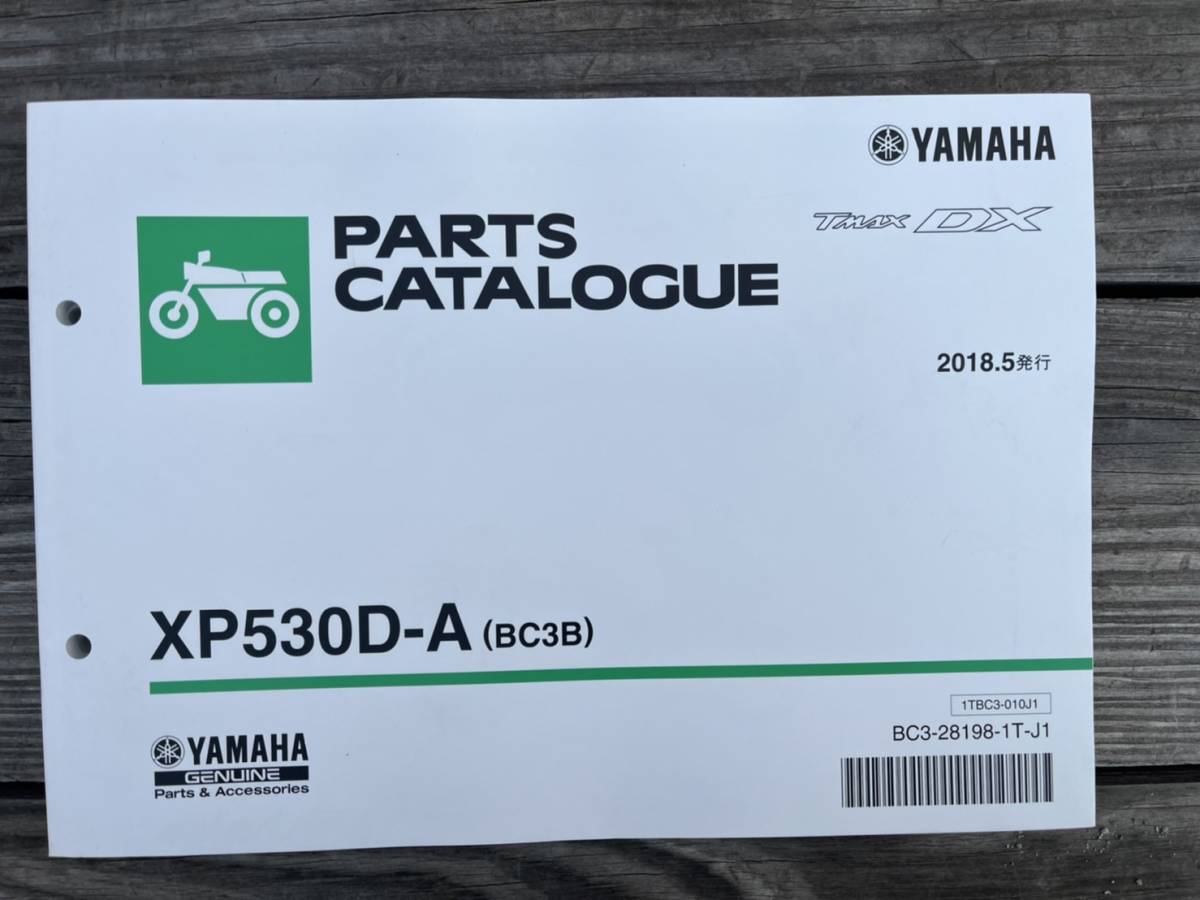 YAMAHA
TMAX DX
PARTS
CATALOGUE
2018.5発行
XP530D-A (BC3B)
1TBC3-010J1
BC3-28198-1T-J1
YAMAHA
GENUINE
Parts & Accessories